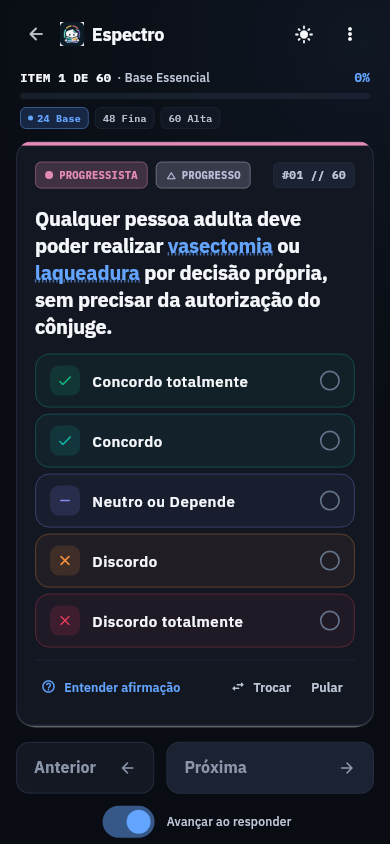 Espectro
ITEM 1 DE 60 · Base Essencial 0%
24 Base 48 Fina 60 Alta
PROGRESSISTA PROGRESSO #01 // 60
Qualquer pessoa adulta deve
poder realizar vasectomia ou
laqueadura por decisão própria,
sem precisar da autorização do
cônjuge.
Concordo totalmente
Concordo
Neutro ou Depende
Discordo
Discordo totalmente
Entender afirmação Trocar Pular
Anterior Próxima
Avançar ao responder